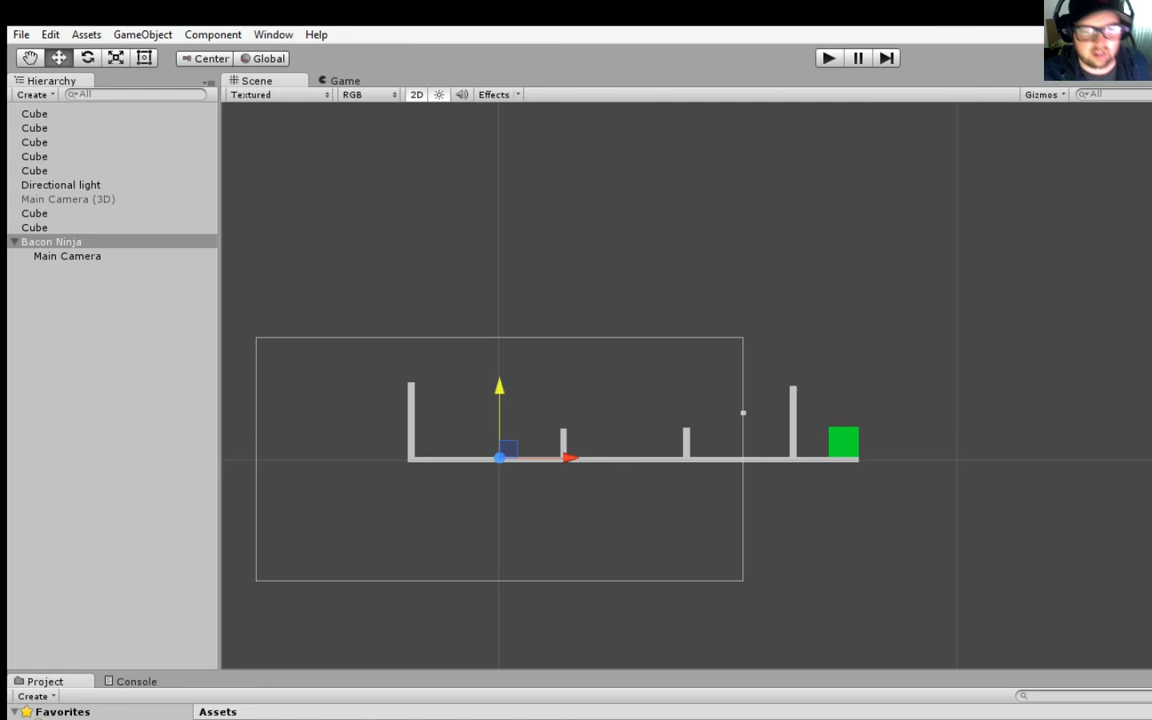 File Edit Assets GameObject Component Window Help
Center Global
Hierarchy Scene Game
Create All Textured RGB 2D Effects Gizmos All
Cube
Cube
Cube
Cube
Cube
Directional light
Main Camera (3D)
Cube
Cube
Bacon Ninja
Main Camera
Project Console
Create
Favorites Assets